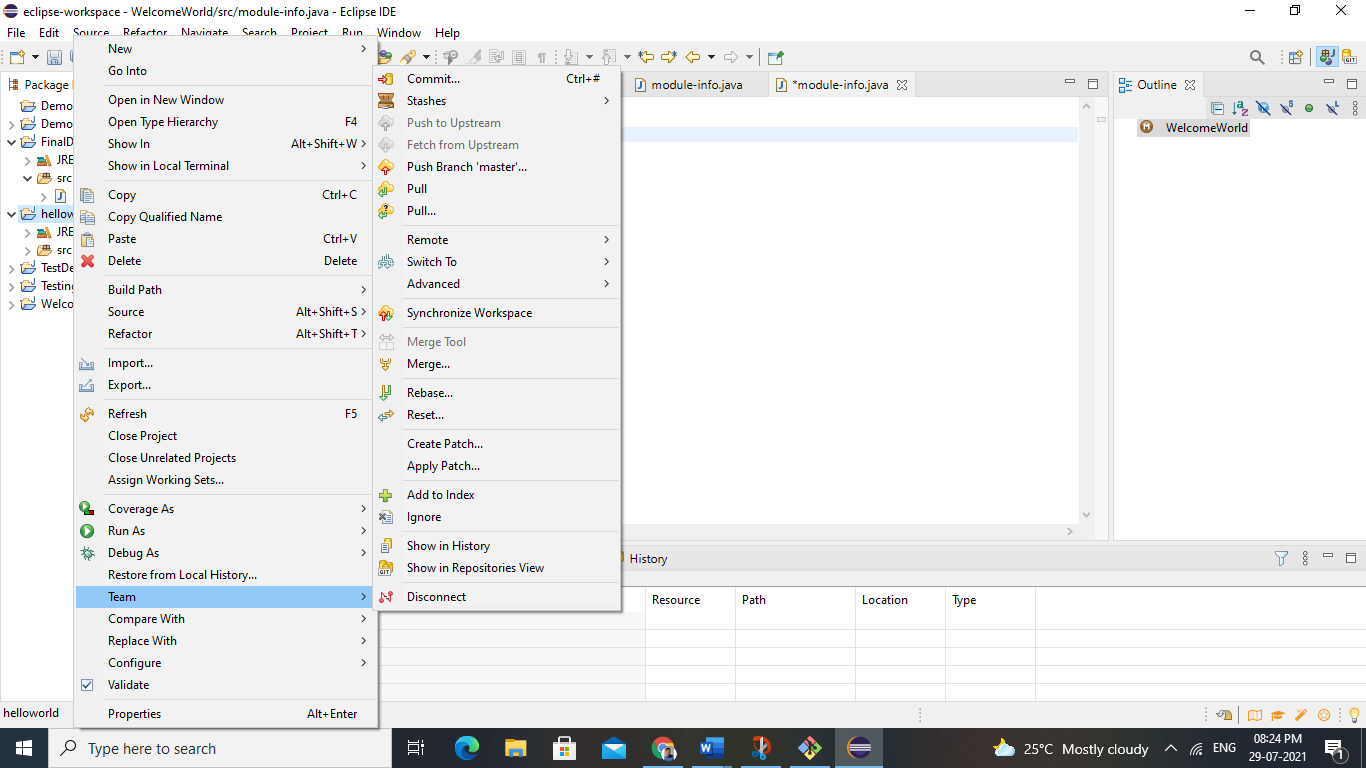 eclipse-workspace - WelcomeWorld/src/module-info.java - Eclipse IDE
File Edit Source Refactor Navigate Search Project Run Window Help
Package
Demo
Demo
FinalD
JRE
src
hellow
JRE
src
TestDe
Testing
Welco
New
Go Into
Open in New Window
Open Type Hierarchy F4
Show In Alt+Shift+W
Show in Local Terminal
Copy Ctrl+C
Copy Qualified Name
Paste Ctrl+V
Delete Delete
Build Path
Source Alt+Shift+S
Refactor Alt+Shift+T
Import...
Export...
Refresh F5
Close Project
Close Unrelated Projects
Assign Working Sets...
Coverage As
Run As
Debug As
Restore from Local History...
Team
Compare With
Replace With
Configure
Validate
Properties Alt+Enter
Commit... Ctrl+#
Stashes
Push to Upstream
Fetch from Upstream
Push Branch 'master'...
Pull
Pull...
Remote
Switch To
Advanced
Synchronize Workspace
Merge Tool
Merge...
Rebase...
Reset...
Create Patch...
Apply Patch...
Add to Index
Ignore
Show in History
Show in Repositories View
Disconnect
module-info.java *module-info.java
Outline
WelcomeWorld
History
Resource Path Location Type
helloworld
Type here to search
25°C Mostly cloudy
ENG
08:24 PM
29-07-2021
1